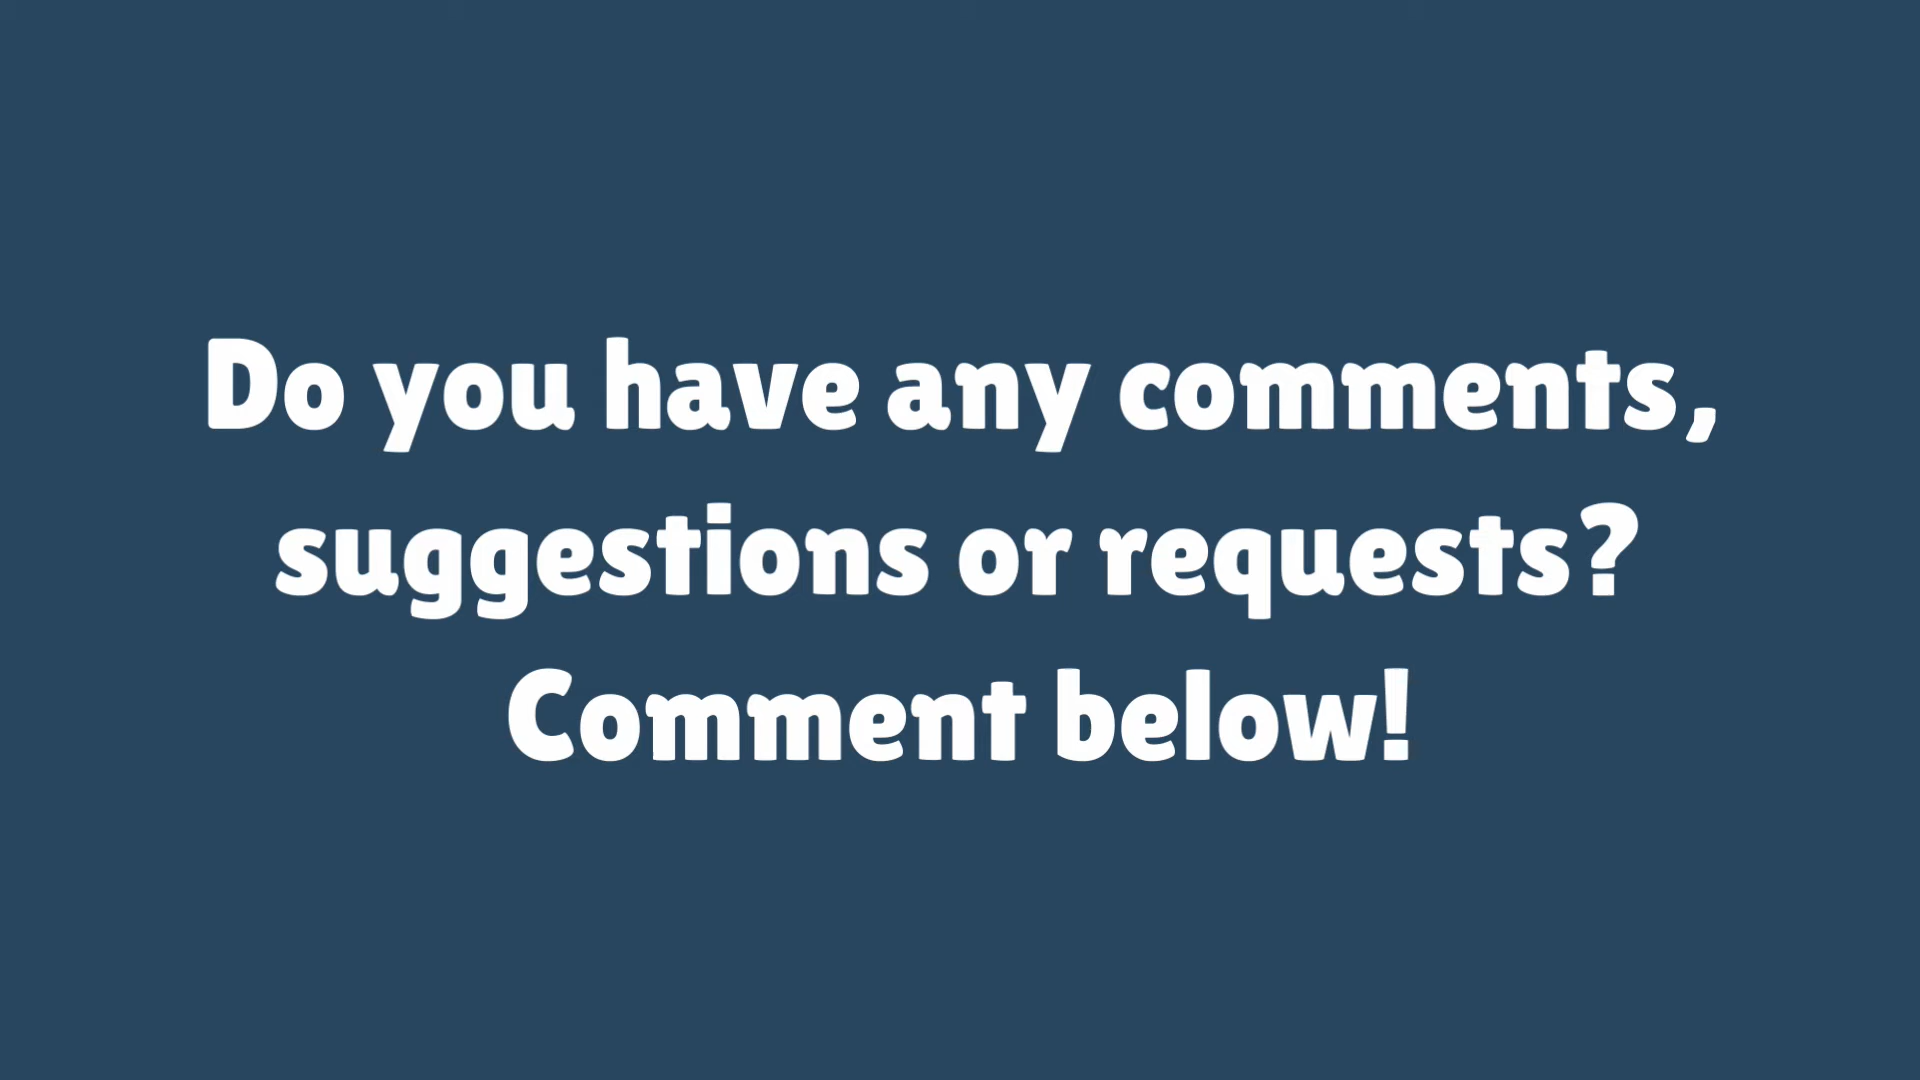 Do you have any comments,
suggestions or requests?
Comment below!